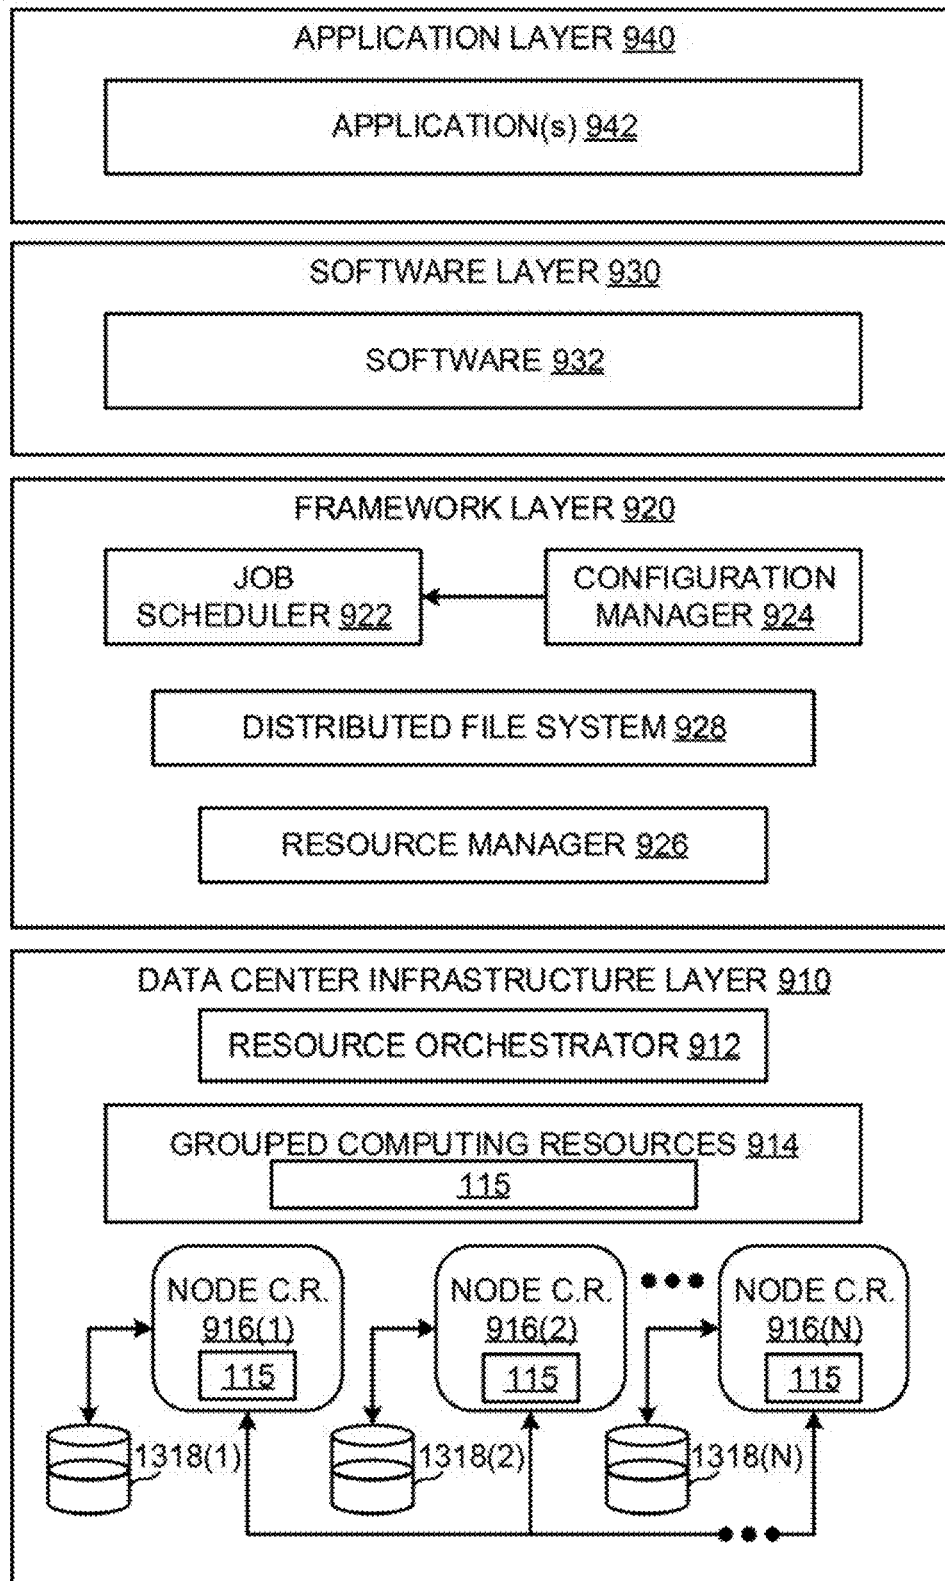 APPLICATION LAYER 940
APPLICATION(s) 942
SOFTWARE LAYER 930
SOFTWARE 932
FRAMEWORK LAYER 920
JOB
SCHEDULER 922
CONFIGURATION
MANAGER 924
DISTRIBUTED FILE SYSTEM 928
RESOURCE MANAGER 926
DATA CENTER INFRASTRUCTURE LAYER 910
RESOURCE ORCHESTRATOR 912
GROUPED COMPUTING RESOURCES 914
115
NODE C.R.
916(1)
115
NODE C.R.
916(2)
115
NODE C.R.
916(N)
115
1318(1)
1318(2)
1318(N)